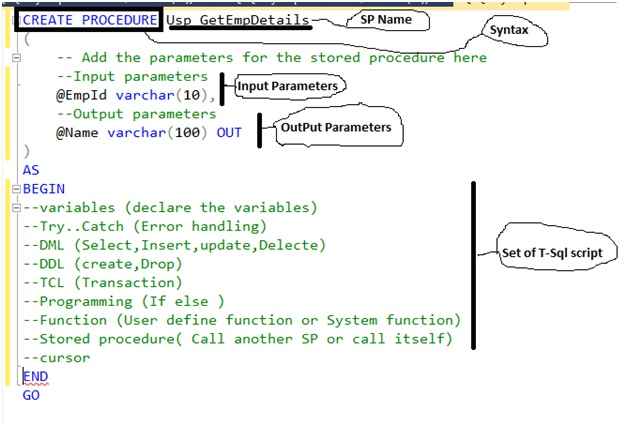 CREATE PROCEDURE Usp_GetEmpDetails SP Name
( Syntax
-- Add the parameters for the stored procedure here
--Input parameters
@EmpId varchar(10), Input Parameters
--Output parameters
@Name varchar(100) OUT OutPut Parameters
)
AS
BEGIN
--variables (declare the variables)
--Try..Catch (Error handling)
--DML (Select,Insert,update,Delecte)
--DDL (create,Drop) Set of T-Sql script
--TCL (Transaction)
--Programming (If else )
--Function (User define function or System function)
--Stored procedure( Call another SP or call itself)
--cursor
END
GO